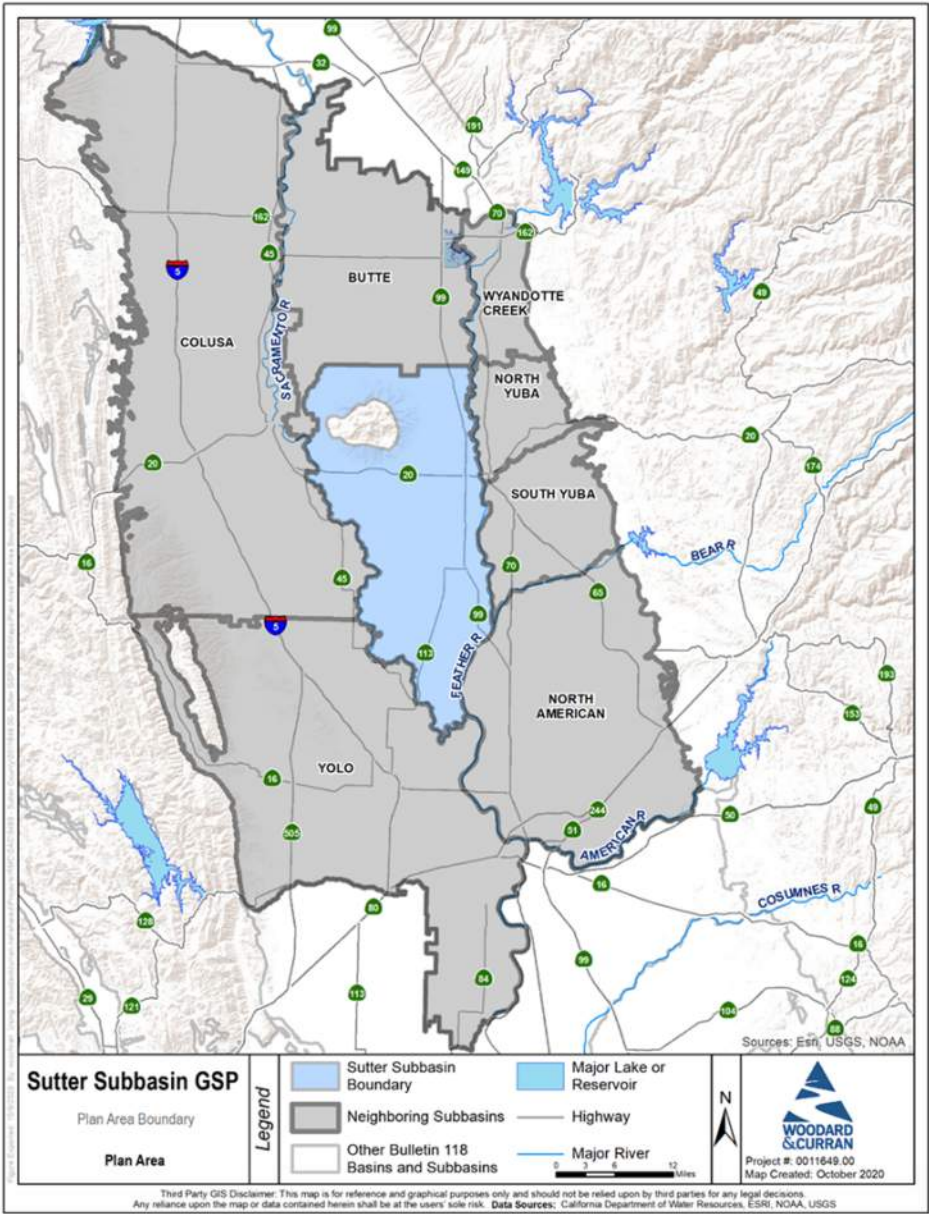 99
32
191
149
70
162
162
45
5
BUTTE
99
WYANDOTTE
CREEK
49
COLUSA
SACRAMENTO R
NORTH
YUBA
20
20
20
174
SOUTH YUBA
BEAR R
16
45
70
65
99
5
113
FEATHER R
NORTH
AMERICAN
193
153
YOLO
16
244
49
505
51
50
AMERICAN R
16
COSUMNES R
80
128
16
99
84
124
29
121
113
104
88
Sources: Esri, USGS, NOAA
Sutter Subbasin GSP
Plan Area Boundary
Plan Area
Legend
Sutter Subbasin
Boundary
Neighboring Subbasins
Other Bulletin 118
Basins and Subbasins
Major Lake or
Reservoir
Highway
Major River
0 3 6 12
Miles
N
WOODARD
&CURRAN
Project #: 0011649.00
Map Created: October 2020
Third Party GIS Disclaimer: This map is for reference and graphical purposes only and should not be relied upon by third parties for any legal decisions.
Any reliance upon the map or data contained herein shall be at the users' sole risk. Data Sources: California Department of Water Resources, ESRI, NOAA, USGS